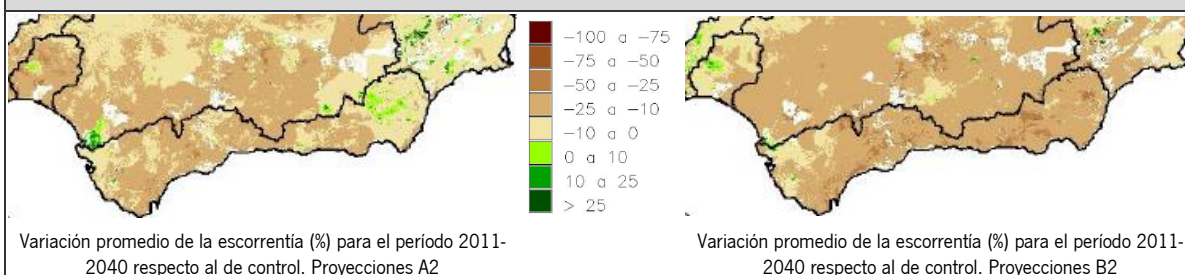 -100 a -75
-75 a -50
-50 a -25
-25 a -10
-10 a 0
0 a 10
10 a 25
> 25
Variación promedio de la escorrentía (%) para el período 2011-
2040 respecto al de control. Proyecciones A2
Variación promedio de la escorrentía (%) para el período 2011-
2040 respecto al de control. Proyecciones B2